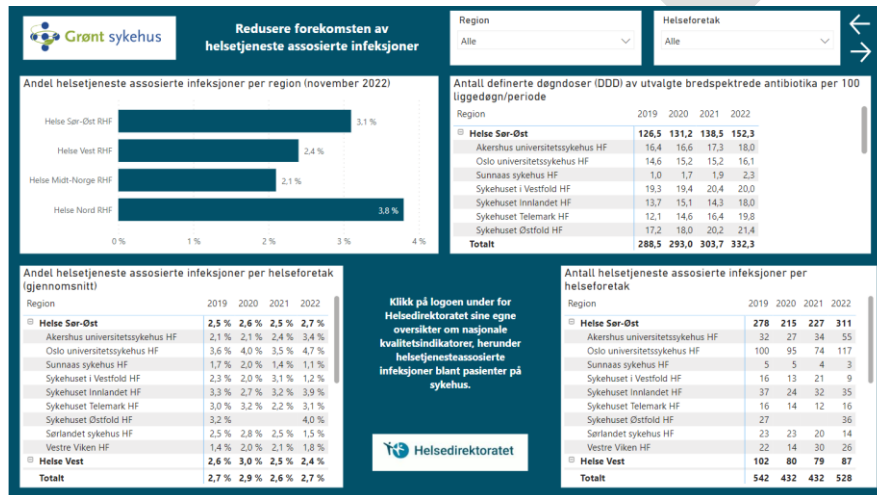 Grønt sykehus
Redusere forekomsten av
helsetjeneste assosierte infeksjoner
Region
Alle
Helseforetak
Alle
Andel helsetjeneste assosierte infeksjoner per region (november 2022)
Helse Sør-Øst RHF 3.1 %
Helse Vest RHF 2,4 %
Helse Midt-Norge RHF 2,1 %
Helse Nord RHF 3.8 %
0 % 1 % 2 % 3 % 4 %
Antall definerte døgndoser (DDD) av utvalgte bredspektrede antibiotika per 100
liggedøgn/periode
Region 2019 2020 2021 2022
Helse Sør-Øst 126,5 131,2 138,5 152,3
Akershus universitetssykehus HF 16,4 16,6 17,3 18,0
Oslo universitetssykehus HF 14,6 15,2 15,2 16,1
Sunnaas sykehus HF 1,0 1,7 1,9 2,3
Sykehuset i Vestfold HF 19,3 19,4 20,4 20,0
Sykehuset Innlandet HF 13,7 15,1 14,3 18,0
Sykehuset Telemark HF 12,1 14,6 16,4 19,8
Sykehuset Østfold HF 17,2 18,0 20,2 21,4
Totalt 288,5 293,0 303,7 332,3
Andel helsetjeneste assosierte infeksjoner per helseforetak
(gjennomsnitt)
Region 2019 2020 2021 2022
Helse Sør-Øst 2,5 % 2,6 % 2,5 % 2,7 %
Akershus universitetssykehus HF 2,1 % 2,1 % 2,4 % 3,4 %
Oslo universitetssykehus HF 3,6 % 4,0 % 3,5 % 4,7 %
Sunnaas sykehus HF 1,7 % 2,0 % 1,4 % 1,1 %
Sykehuset i Vestfold HF 2,3 % 2,0 % 3,1 % 1,2 %
Sykehuset Innlandet HF 3,3 % 2,7 % 3,2 % 3,9 %
Sykehuset Telemark HF 3,0 % 3,2 % 2,2 % 3,1 %
Sykehuset Østfold HF 3,2 % 4,0 %
Sørlandet sykehus HF 2,5 % 2,8 % 2,5 % 1,5 %
Vestre Viken HF 1,4 % 2,0 % 2,1 % 1,8 %
Helse Vest 2,6 % 3,0 % 2,5 % 2,4 %
Totalt 2,7 % 2,9 % 2,6 % 2,7 %
Klikk på logoen under for
Helsedirektoratet sine egne
oversikter om nasjonale
kvalitetsindikatorer, herunder
helsetjenesteassosierte
infeksjoner blant pasienter på
sykehus.
Helsedirektoratet
Antall helsetjeneste assosierte infeksjoner per
helseforetak
Region 2019 2020 2021 2022
Helse Sør-Øst 278 215 227 311
Akershus universitetssykehus HF 32 27 34 55
Oslo universitetssykehus HF 100 95 74 117
Sunnaas sykehus HF 5 5 4 3
Sykehuset i Vestfold HF 16 13 21 9
Sykehuset Innlandet HF 37 24 32 35
Sykehuset Telemark HF 16 14 12 16
Sykehuset Østfold HF 27 36
Sørlandet sykehus HF 23 23 20 14
Vestre Viken HF 22 14 30 26
Helse Vest 102 80 79 87
Totalt 542 432 432 528